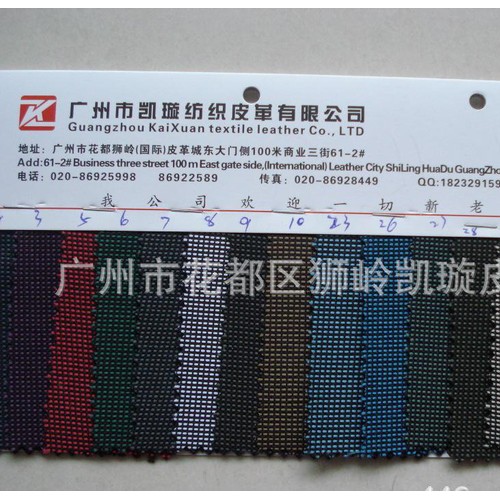 广州市凯璇纺织皮革有限公司
Guangzhou KaiXuan textile leather Co., LTD
地址：广州市花都狮岭(国际)皮革城东大门侧100米商业三街61-2#
Add:61-2# Business three street 100 m East gate side,(International) Leather City ShiLing HuaDu GuangZho
电话：020-86925998 86922589 传真：020-86928449 QQ:18232915
我公司欢迎一切新老
3 5 6 7 8 9 10 23 26 27 28
广州市花都区狮岭凯璇皮